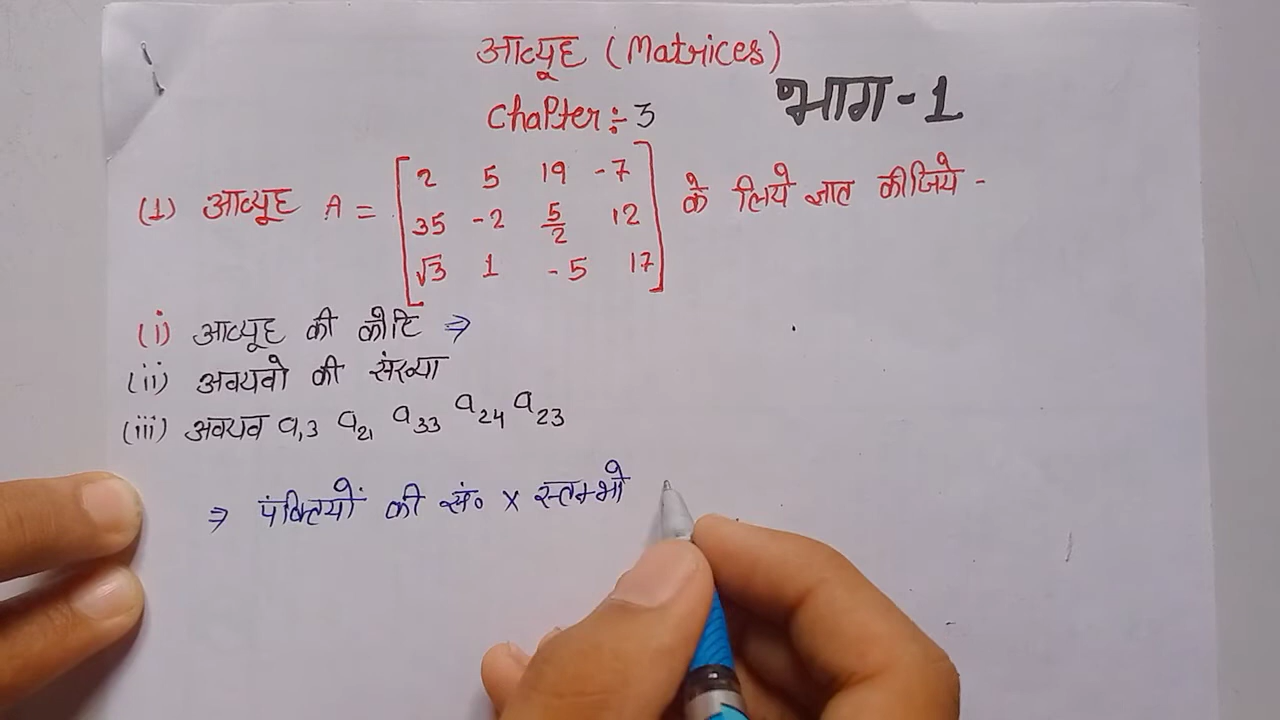 आव्यूह (Matrices)
भाग-1
Chapter :- 3
(1) आव्यूह A = [2 5 19 -7 के लिये ज्ञात कीजिये -
35 -2 5/2 12
√3 1 -5 17]
(i) आव्यूह की कोटि ⇒
(ii) अवयवो की संख्या
(iii) अवयव a₁₃ a₂₁ a₃₃ a₂₄ a₂₃
⇒ पंक्तियों की सं० × स्तम्भो